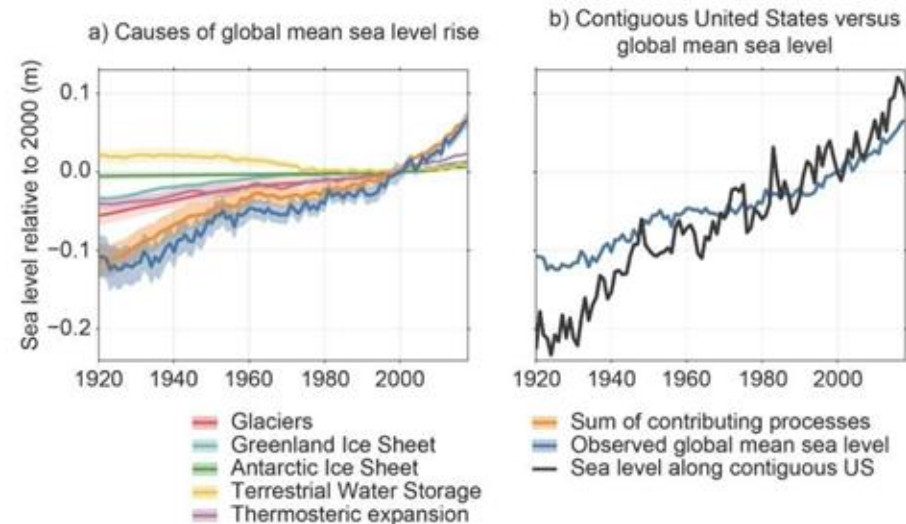 a) Causes of global mean sea level rise
b) Contiguous United States versus
global mean sea level
Sea level relative to 2000 (m)
0.1
0.0
−0.1
−0.2
1920 1940 1960 1980 2000
1920 1940 1960 1980 2000
Glaciers
Greenland Ice Sheet
Antarctic Ice Sheet
Terrestrial Water Storage
Thermosteric expansion
Sum of contributing processes
Observed global mean sea level
Sea level along contiguous US